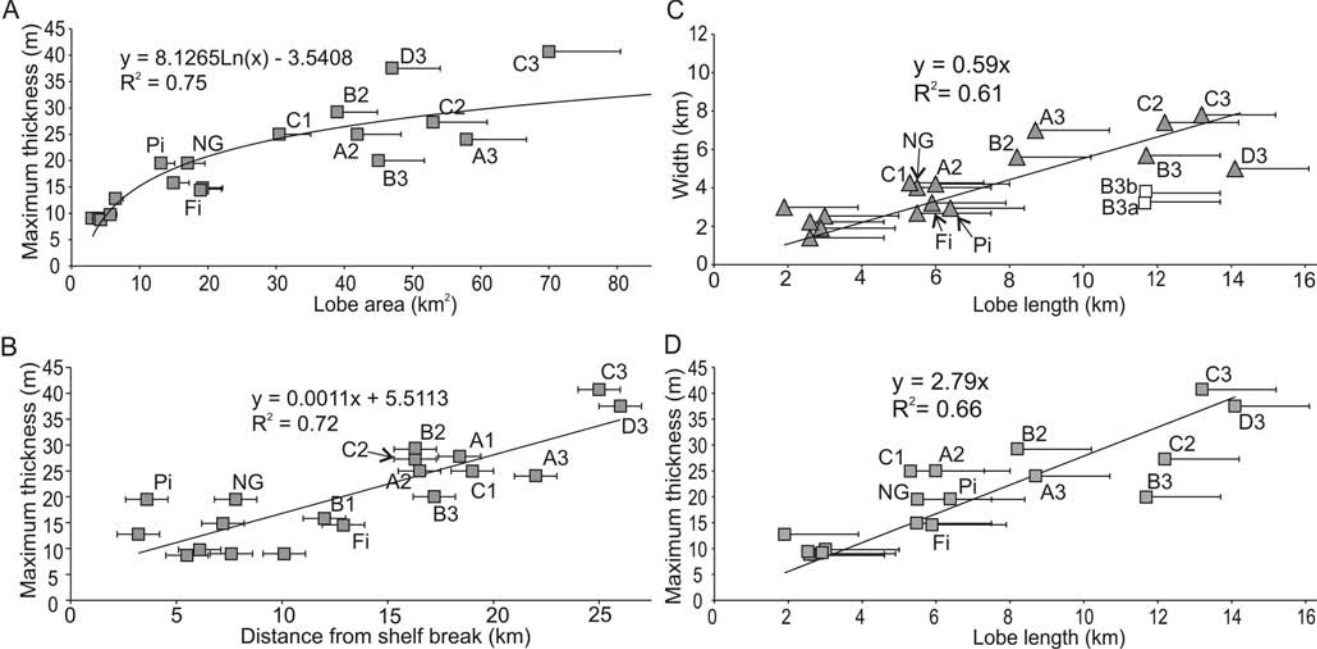 A
Maximum thickness (m)
45
40
35
30
25
20
15
10
5
0
y = 8.1265Ln(x) - 3.5408
R² = 0.75
Pi
NG
Fi
C1
B2
A2
B3
D3
C2
A3
C3
0
10
20
30
40
50
60
70
80
Lobe area (km²)
C
Width (km)
12
10
8
6
4
2
0
y = 0.59x
R²= 0.61
NG
C1
A2
Fi
Pi
B2
A3
C2
C3
B3
D3
B3b
B3a
0
2
4
6
8
10
12
14
16
Lobe length (km)
B
Maximum thickness (m)
45
40
35
30
25
20
15
10
5
0
y = 0.0011x + 5.5113
R² = 0.72
Pi
NG
B1
Fi
C2
B2
A2
A1
B3
C1
A3
C3
D3
0
5
10
15
20
25
Distance from shelf break (km)
D
Maximum thickness (m)
45
40
35
30
25
20
15
10
5
0
y = 2.79x
R²= 0.66
C1
A2
NG
Pi
Fi
B2
A3
C3
D3
C2
B3
0
2
4
6
8
10
12
14
16
Lobe length (km)